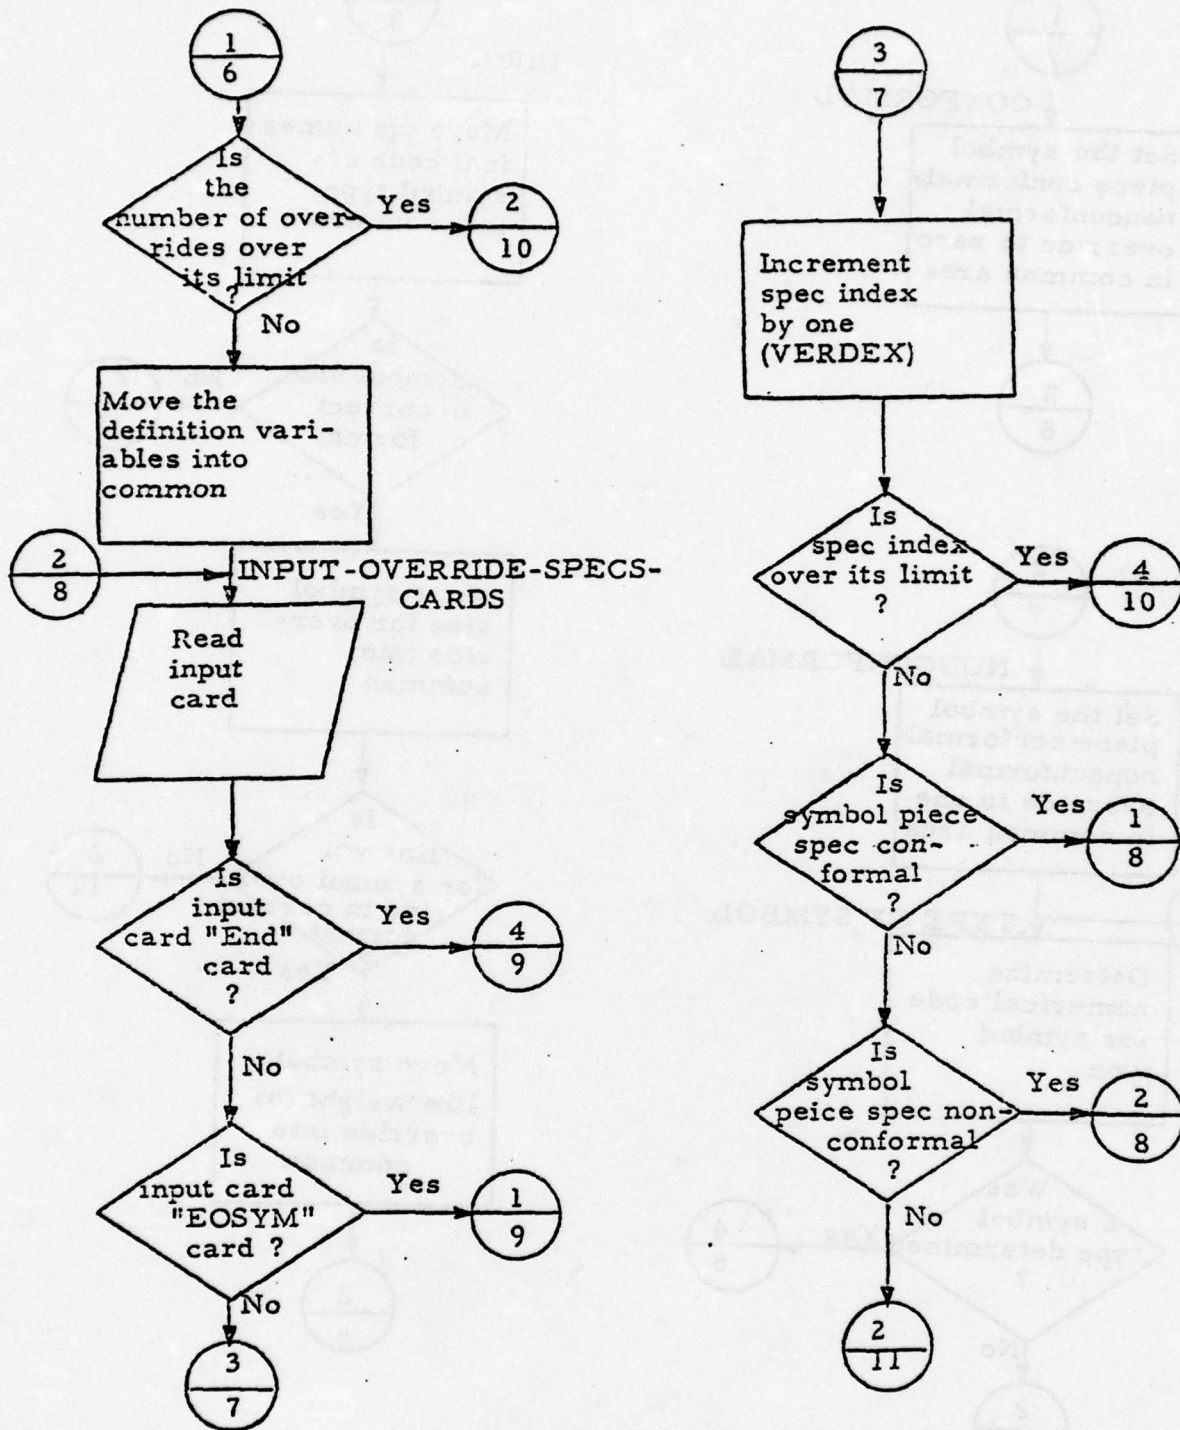 1
6
Is
the
number of over-
rides over
its limit
?
Yes
2
10
No
Move the
definition vari-
ables into
common
2
8
INPUT-OVERRIDE-SPECS-
CARDS
Read
input
card
Is
input
card "End"
card
?
Yes
4
9
No
Is
input card
"EOSYM"
card ?
Yes
1
9
No
3
7
3
7
Increment
spec index
by one
(VERDEX)
Is
spec index
over its limit
?
Yes
4
10
No
Is
symbol piece
spec con-
formal
?
Yes
1
8
No
Is
symbol
peice spec non-
conformal
?
Yes
2
8
No
2
11